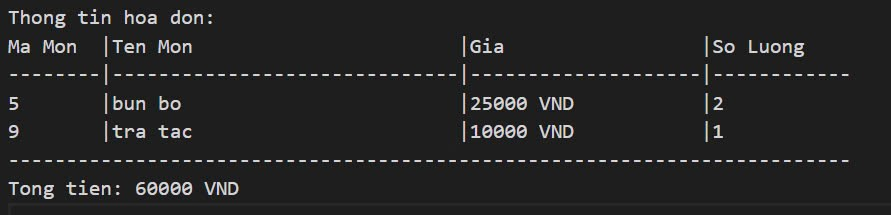 Thong tin hoa don:
Ma Mon  |Ten Mon                       |Gia                 |So Luong
--------|------------------------------|--------------------|------------
5       |bun bo                        |25000 VND           |2
9       |tra tac                       |10000 VND           |1
-------------------------------------------------------------------------
Tong tien: 60000 VND